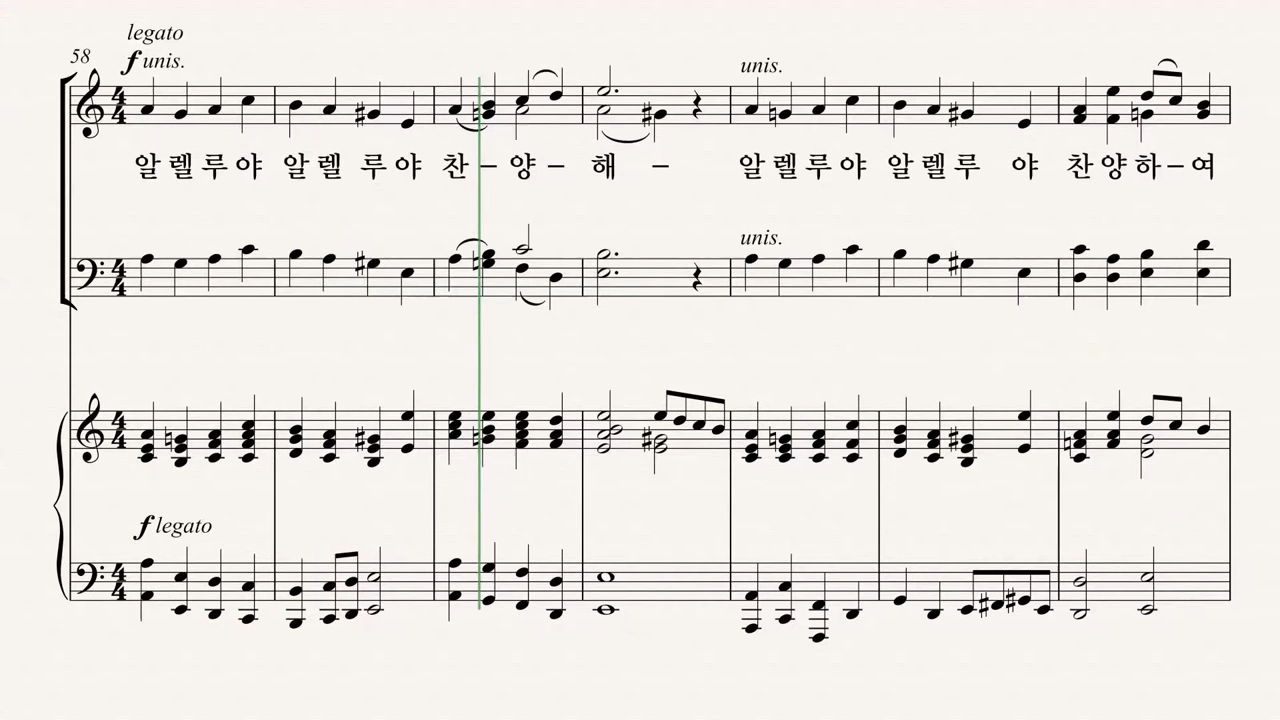 legato
58
f unis.
unis.
알 렐 루 야 알 렐 루 야 찬 – 양 – 해 – 알 렐 루 야 알 렐 루 야 찬 양 하 – 여
unis.
f legato